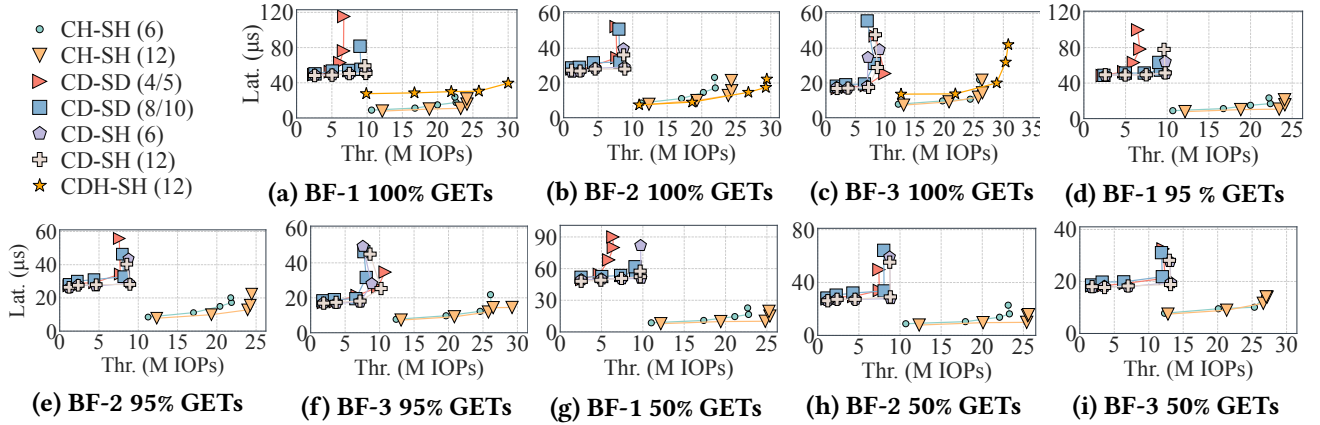 CH-SH (6)
CH-SH (12)
CD-SD (4/5)
CD-SD (8/10)
CD-SH (6)
CD-SH (12)
CDH-SH (12)
Lat. (μs)
120
80
40
0
0 5 10 15 20 25 30
Thr. (M IOPs)
(a) BF-1 100% GETs
60
40
20
0
0 5 10 15 20 25 30
Thr. (M IOPs)
(b) BF-2 100% GETs
60
40
20
0
0 5 10 15 20 25 30 35
Thr. (M IOPs)
(c) BF-3 100% GETs
120
80
40
0
0 5 10 15 20 25
Thr. (M IOPs)
(d) BF-1 95 % GETs
Lat. (μs)
60
40
20
0
0 5 10 15 20 25
Thr. (M IOPs)
(e) BF-2 95% GETs
60
40
20
0
0 5 10 15 20 25 30
Thr. (M IOPs)
(f) BF-3 95% GETs
90
60
30
0
0 5 10 15 20 25
Thr. (M IOPs)
(g) BF-1 50% GETs
80
40
0
0 5 10 15 20 25
Thr. (M IOPs)
(h) BF-2 50% GETs
40
20
0
0 5 10 15 20 25 30
Thr. (M IOPs)
(i) BF-3 50% GETs